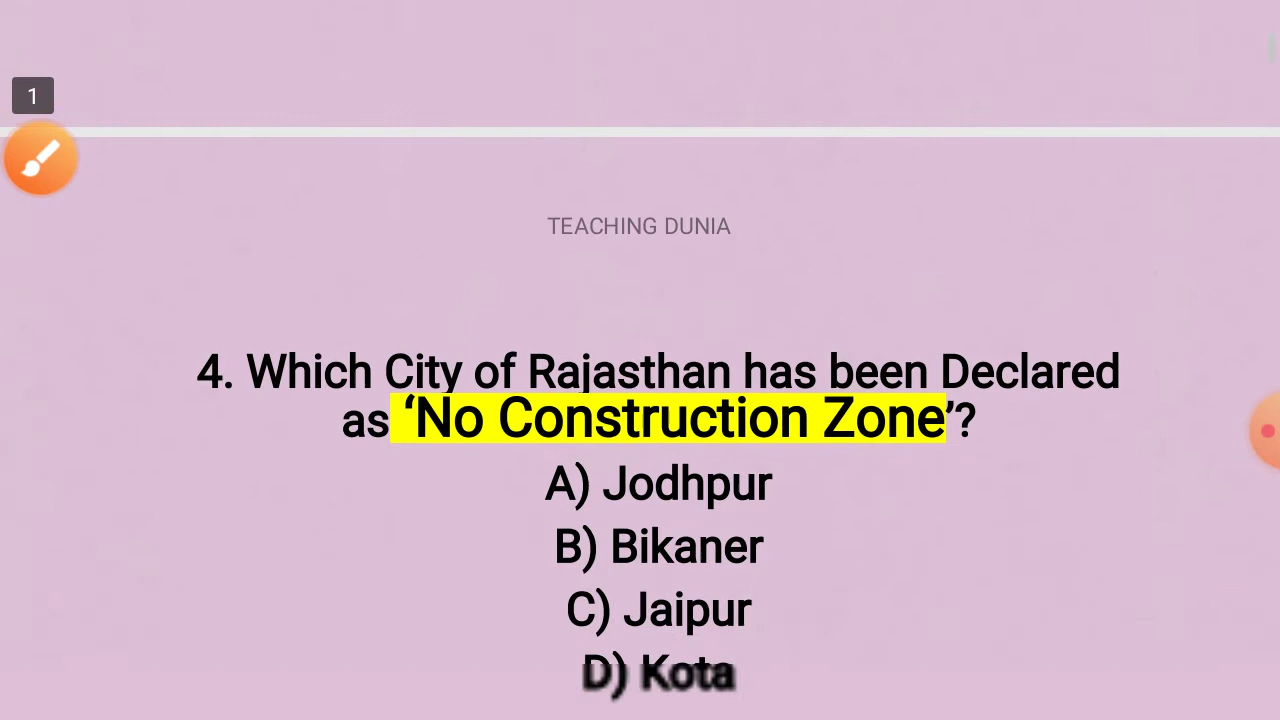 1
TEACHING DUNIA
4. Which City of Rajasthan has been Declared
as ‘No Construction Zone’?
A) Jodhpur
B) Bikaner
C) Jaipur
D) Kota